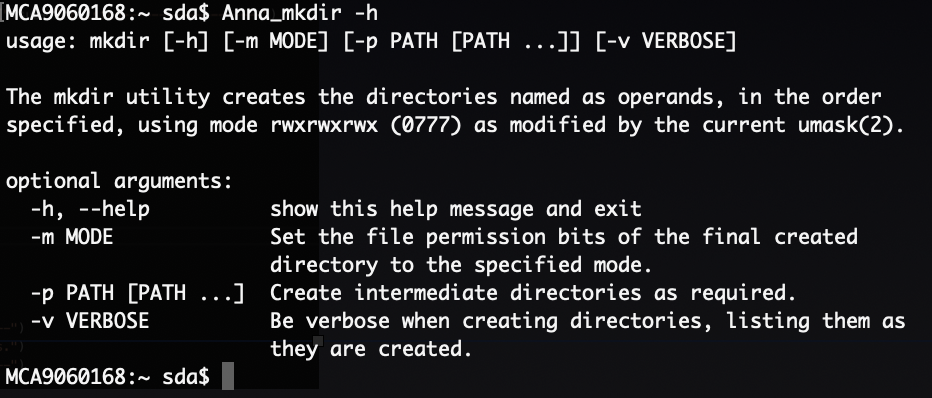 [MCA9060168:~ sda$ Anna_mkdir -h
usage: mkdir [-h] [-m MODE] [-p PATH [PATH ...]] [-v VERBOSE]
The mkdir utility creates the directories named as operands, in the order
specified, using mode rwxrwxrwx (0777) as modified by the current umask(2).
optional arguments:
-h, --help show this help message and exit
-m MODE Set the file permission bits of the final created
directory to the specified mode.
-p PATH [PATH ...] Create intermediate directories as required.
-v VERBOSE Be verbose when creating directories, listing them as
they are created.
MCA9060168:~ sda$